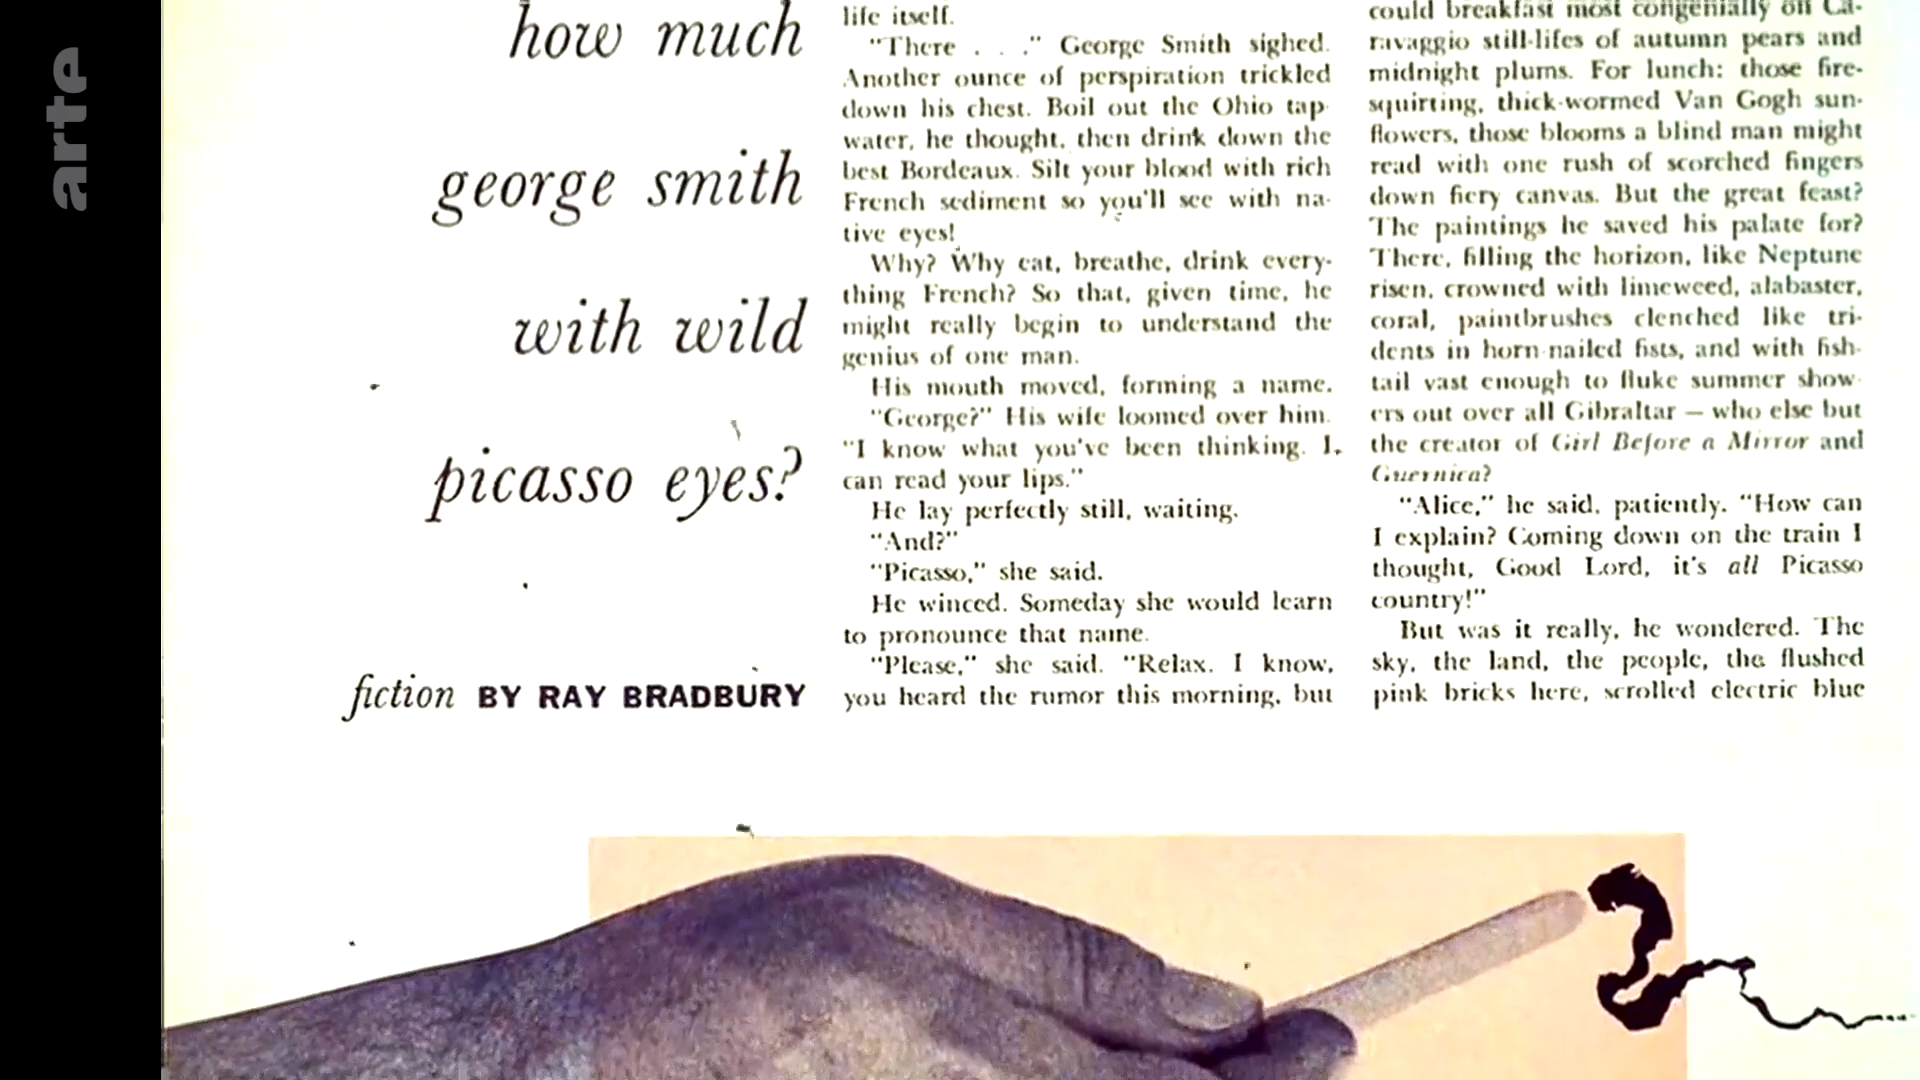 arte
how much
george smith
with wild
picasso eyes?
fiction BY RAY BRADBURY
life itself.
"There . . ." George Smith sighed.
Another ounce of perspiration trickled
down his chest. Boil out the Ohio tap
water, he thought, then drink down the
best Bordeaux. Silt your blood with rich
French sediment so you'll see with na-
tive eyes!
Why? Why eat, breathe, drink every-
thing French? So that, given time, he
might really begin to understand the
genius of one man.
His mouth moved, forming a name.
"George?" His wife loomed over him.
"I know what you've been thinking. I
can read your lips."
He lay perfectly still, waiting.
"And?"
"Picasso," she said.
He winced. Someday she would learn
to pronounce that name.
"Please," she said. "Relax. I know,
you heard the rumor this morning, but
could breakfast most congenially on Ca-
ravaggio still-lifes of autumn pears and
midnight plums. For lunch: those fire-
squirting, thick-wormed Van Gogh sun-
flowers, those blooms a blind man might
read with one rush of scorched fingers
down fiery canvas. But the great feast?
The paintings he saved his palate for?
There, filling the horizon, like Neptune
risen, crowned with limeweed, alabaster,
coral, paintbrushes clenched like tri-
dents in horn-nailed fists, and with fish-
tail vast enough to fluke summer show-
ers out over all Gibraltar — who else but
the creator of Girl Before a Mirror and
Guernica?
"Alice," he said, patiently. "How can
I explain? Coming down on the train I
thought, Good Lord, it's all Picasso
country!"
But was it really, he wondered. The
sky, the land, the people, the flushed
pink bricks here, scrolled electric blue